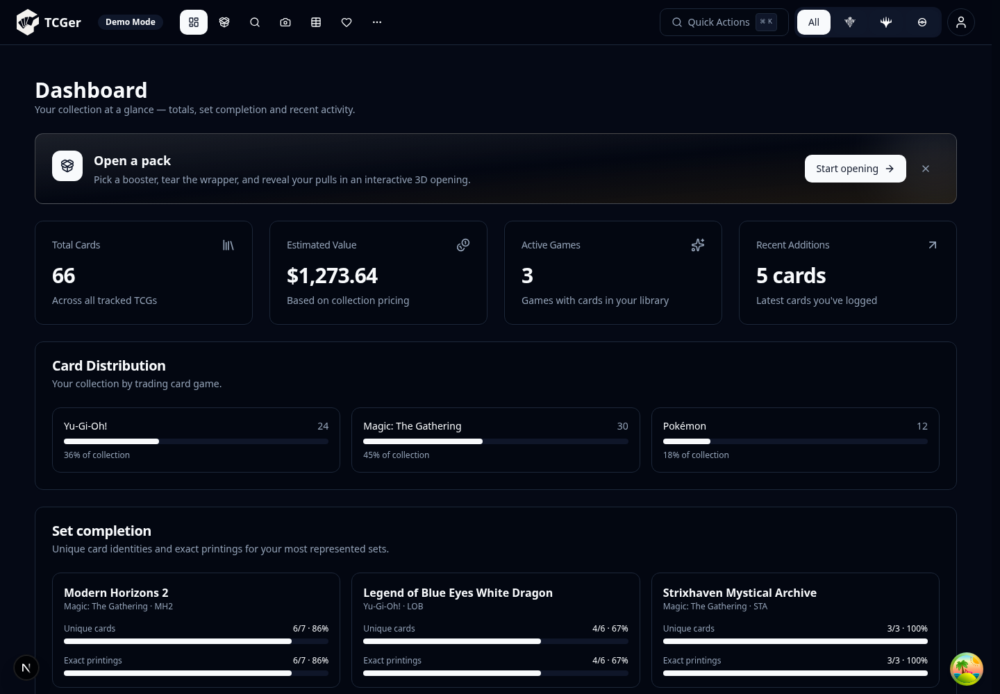 TCGer
Demo Mode
Quick Actions ⌘ K
All
Dashboard
Your collection at a glance — totals, set completion and recent activity.
Open a pack
Pick a booster, tear the wrapper, and reveal your pulls in an interactive 3D opening.
Start opening
Total Cards
66
Across all tracked TCGs
Estimated Value
$1,273.64
Based on collection pricing
Active Games
3
Games with cards in your library
Recent Additions
5 cards
Latest cards you've logged
Card Distribution
Your collection by trading card game.
Yu-Gi-Oh! 24
36% of collection
Magic: The Gathering 30
45% of collection
Pokémon 12
18% of collection
Set completion
Unique card identities and exact printings for your most represented sets.
Modern Horizons 2
Magic: The Gathering · MH2
Unique cards 6/7 · 86%
Exact printings 6/7 · 86%
Legend of Blue Eyes White Dragon
Yu-Gi-Oh! · LOB
Unique cards 4/6 · 67%
Exact printings 4/6 · 67%
Strixhaven Mystical Archive
Magic: The Gathering · STA
Unique cards 3/3 · 100%
Exact printings 3/3 · 100%
N